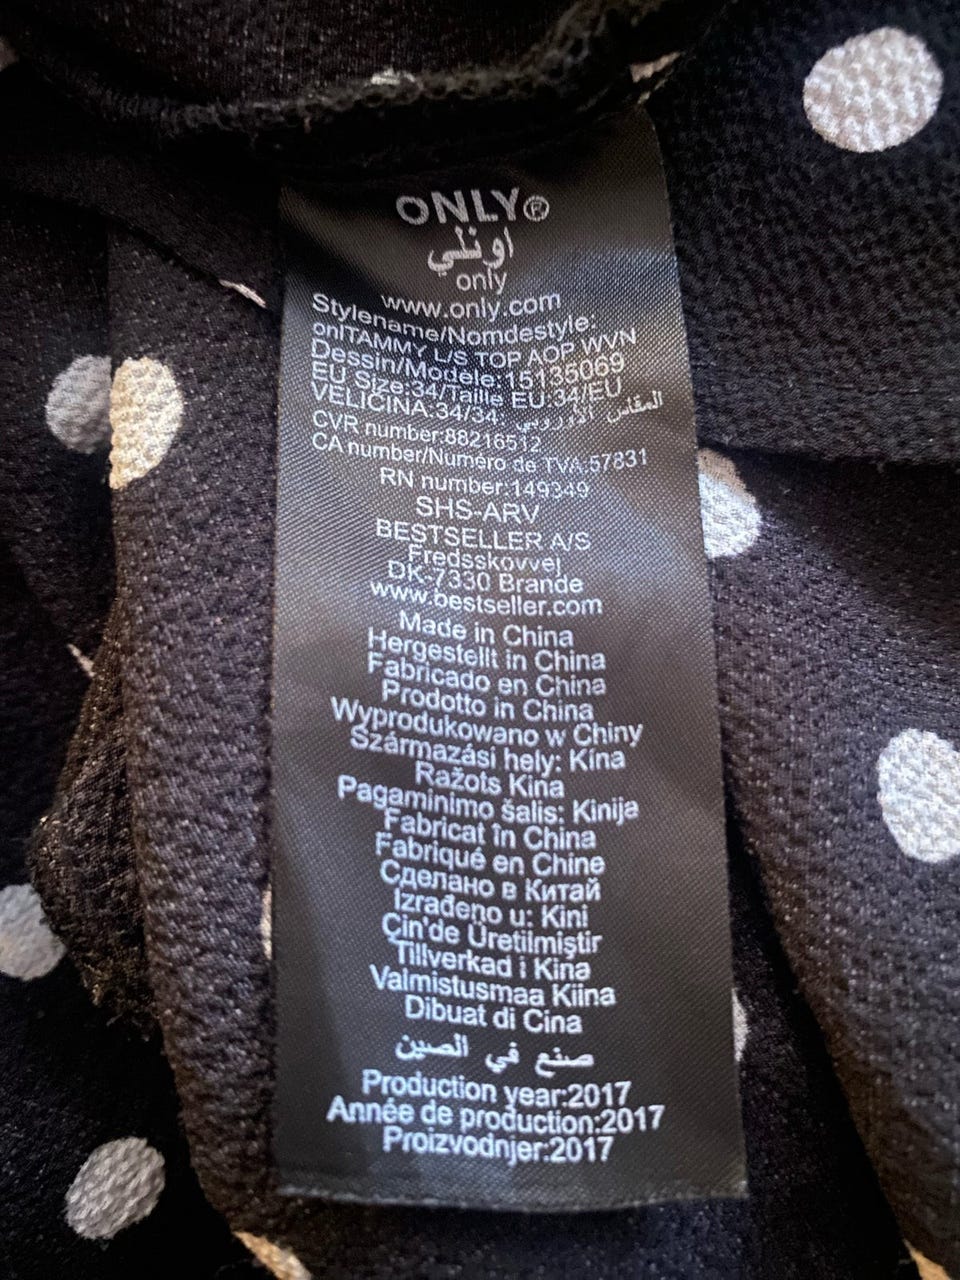 ONLY®
اونلي
only
www.only.com
Stylename/Nomdestyle:
onlTAMMY L/S TOP AOP WVN
Dessin/Modele:15135069
EU Size:34/Taille EU:34/EU
VELICINA:34/34: المقاس الأوروبي
CVR number:88216512
CA number/Numéro de TVA:57831
RN number:149349
SHS-ARV
BESTSELLER A/S
Fredsskovvej
DK-7330 Brande
www.bestseller.com
Made in China
Hergestellt in China
Fabricado en China
Prodotto in China
Wyprodukowano w Chiny
Származási hely: Kína
Ražots Kina
Pagaminimo šalis: Kinija
Fabricat în China
Fabriqué en Chine
Сделано в Китай
Izrađeno u: Kini
Çin'de Üretilmiştir
Tillverkad i Kina
Valmistusmaa Kiina
Dibuat di Cina
صنع في الصين
Production year:2017
Année de production:2017
Proizvodnjer:2017